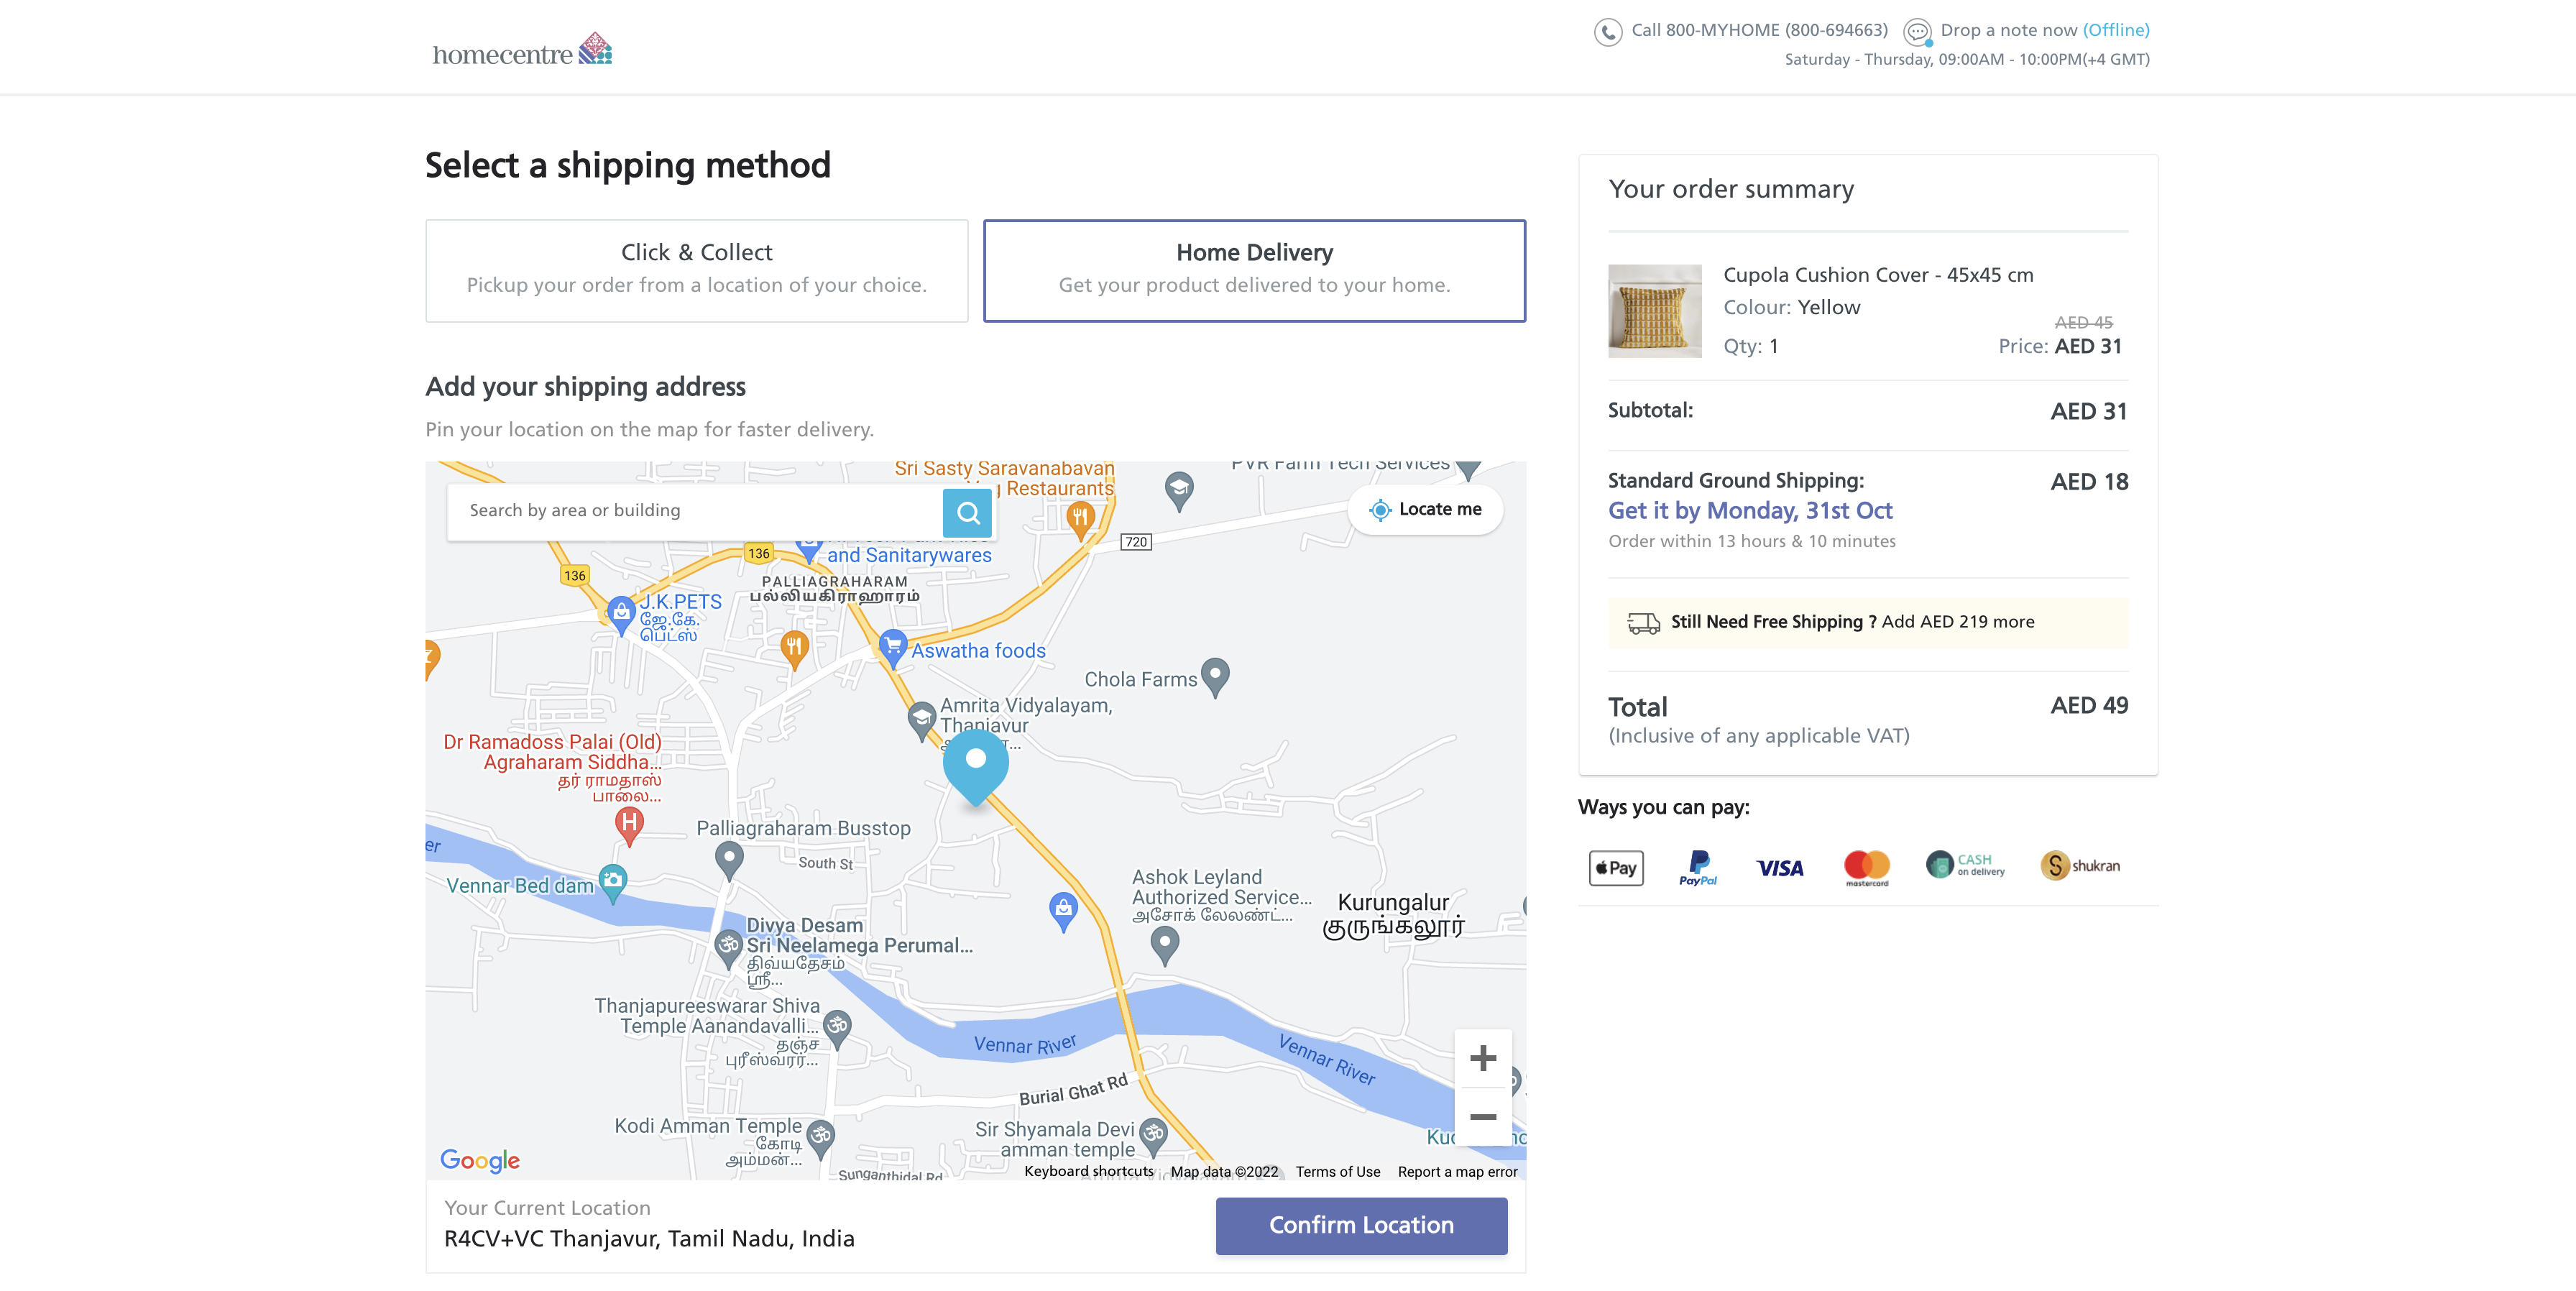 homecentre
Call 800-MYHOME (800-694663)
Drop a note now (Offline)
Saturday - Thursday, 09:00AM - 10:00PM(+4 GMT)
Select a shipping method
Click & Collect
Pickup your order from a location of your choice.
Home Delivery
Get your product delivered to your home.
Add your shipping address
Pin your location on the map for faster delivery.
Search by area or building
Locate me
Sri Sasty Saravanabavan
Restaurants
PVR Farm Tech Services
720
136
136
and Sanitarywares
PALLIAGRAHARAM
பல்லியகிராஹாரம்
J.K.PETS
ஜே.கே.
பெட்ஸ்
Aswatha foods
Chola Farms
Amrita Vidyalayam,
Thanjavur
Dr Ramadoss Palai (Old)
Agraharam Siddha...
தர் ராமதாஸ்
பாலை...
Palliagraharam Busstop
South St
Vennar Bed dam
Ashok Leyland
Authorized Service...
அசோக் லேலண்ட்...
Kurungalur
குருங்கலூர்
Divya Desam
Sri Neelamega Perumal...
திவ்யதேசம்
ஸ்ரீ...
Thanjapureeswarar Shiva
Temple Aanandavalli...
தஞ்ச
புரீஸ்வரர்...
Vennar River
Vennar River
Burial Ghat Rd
Kodi Amman Temple
கோடி
அம்மன்...
Sir Shyamala Devi
amman temple
Sunganthidal Rd
Google
Keyboard shortcuts
Map data ©2022
Terms of Use
Report a map error
Your Current Location
R4CV+VC Thanjavur, Tamil Nadu, India
Confirm Location
Your order summary
Cupola Cushion Cover - 45x45 cm
Colour: Yellow
AED 45
Qty: 1
Price: AED 31
Subtotal:
AED 31
Standard Ground Shipping:
AED 18
Get it by Monday, 31st Oct
Order within 13 hours & 10 minutes
Still Need Free Shipping ? Add AED 219 more
Total
AED 49
(Inclusive of any applicable VAT)
Ways you can pay:
Pay
PayPal
VISA
mastercard
CASH
on delivery
shukran